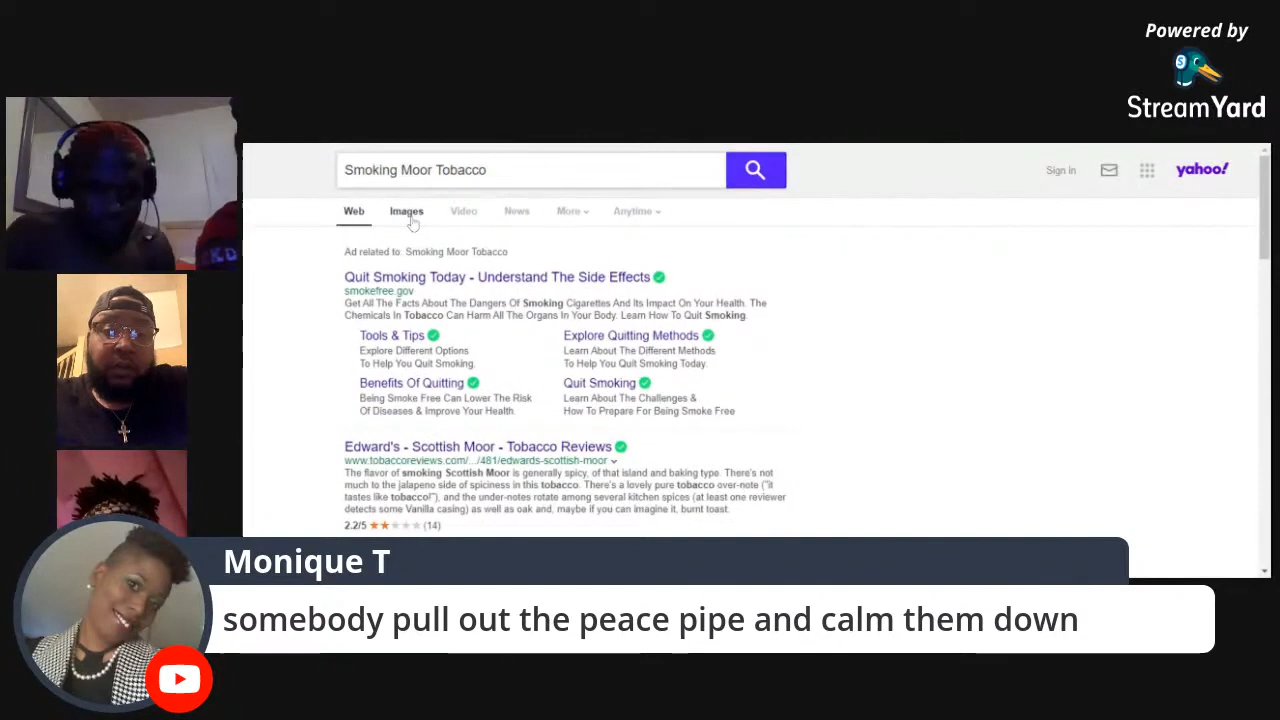 Powered by
S
StreamYard
Smoking Moor Tobacco
Sign in
yahoo!
Web Images Video News More Anytime
Ad related to: Smoking Moor Tobacco
Quit Smoking Today - Understand The Side Effects
smokefree.gov
Get All The Facts About The Dangers Of Smoking Cigarettes And Its Impact On Your Health. The
Chemicals In Tobacco Can Harm All The Organs In Your Body. Learn How To Quit Smoking.
Tools & Tips
Explore Different Options
To Help You Quit Smoking.
Explore Quitting Methods
Learn About The Different Methods
To Help You Quit Smoking Today.
Benefits Of Quitting
Being Smoke Free Can Lower The Risk
Of Diseases & Improve Your Health.
Quit Smoking
Learn About The Challenges &
How To Prepare For Being Smoke Free
Edward's - Scottish Moor - Tobacco Reviews
www.tobaccoreviews.com/.../481/edwards-scottish-moor
The flavor of smoking Scottish Moor is generally spicy, of that island and baking type. There's not
much to the jalapeno side of spiciness in this tobacco. There's a lovely pure tobacco over-note ("it
tastes like tobacco!"), and the under-notes rotate among several kitchen spices (at least one reviewer
detects some Vanilla casing) as well as oak and, maybe if you can imagine it, burnt toast.
2.2/5 (14)
KD
Monique T
somebody pull out the peace pipe and calm them down